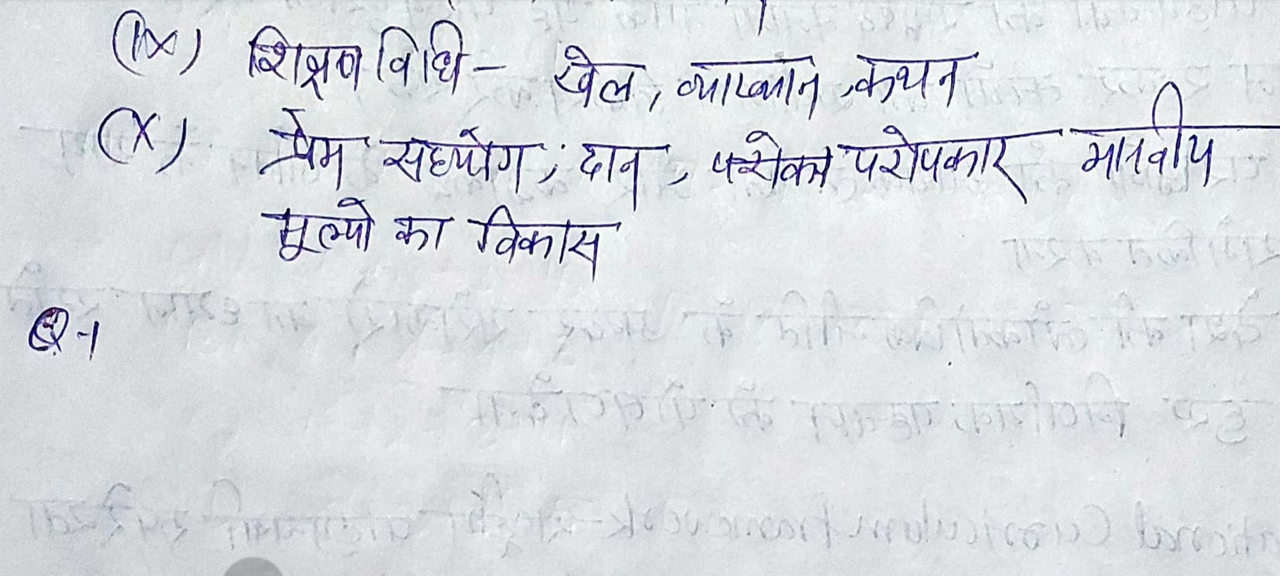 (ix) शिक्षण विधि - खेल, व्याख्यान, कथन
(x) प्रेम सहयोग, दान, परोपकार मानवीय
मूल्यो का विकास
Q-1